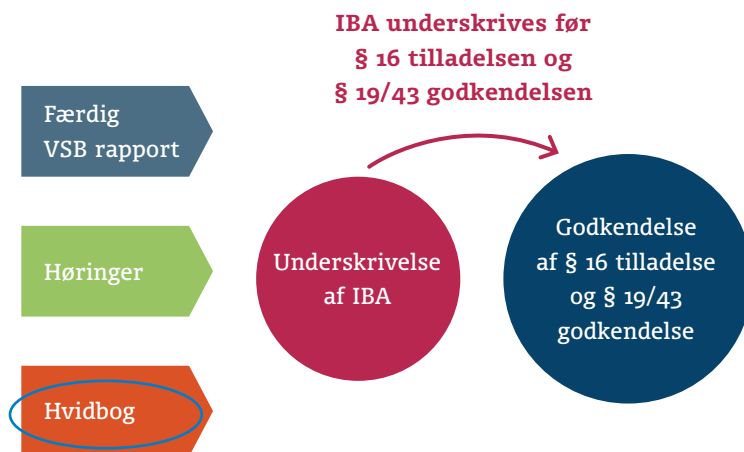 IBA underskrives før
§ 16 tilladelsen og
§ 19/43 godkendelsen
Færdig
VSB rapport
Høringer
Hvidbog
Underskrivelse
af IBA
Godkendelse
af § 16 tilladelse
og § 19/43
godkendelse